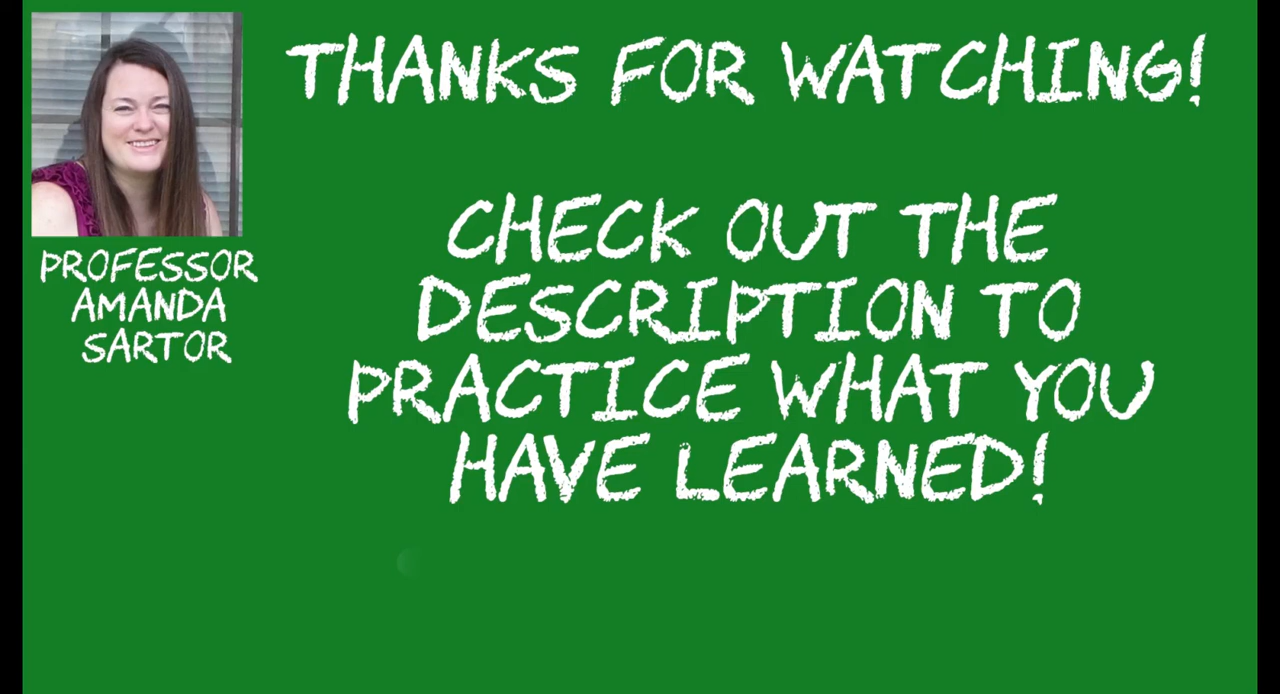 THANKS FOR WATCHING!
CHECK OUT THE
DESCRIPTION TO
PRACTICE WHAT YOU
HAVE LEARNED!
PROFESSOR
AMANDA
SARTOR